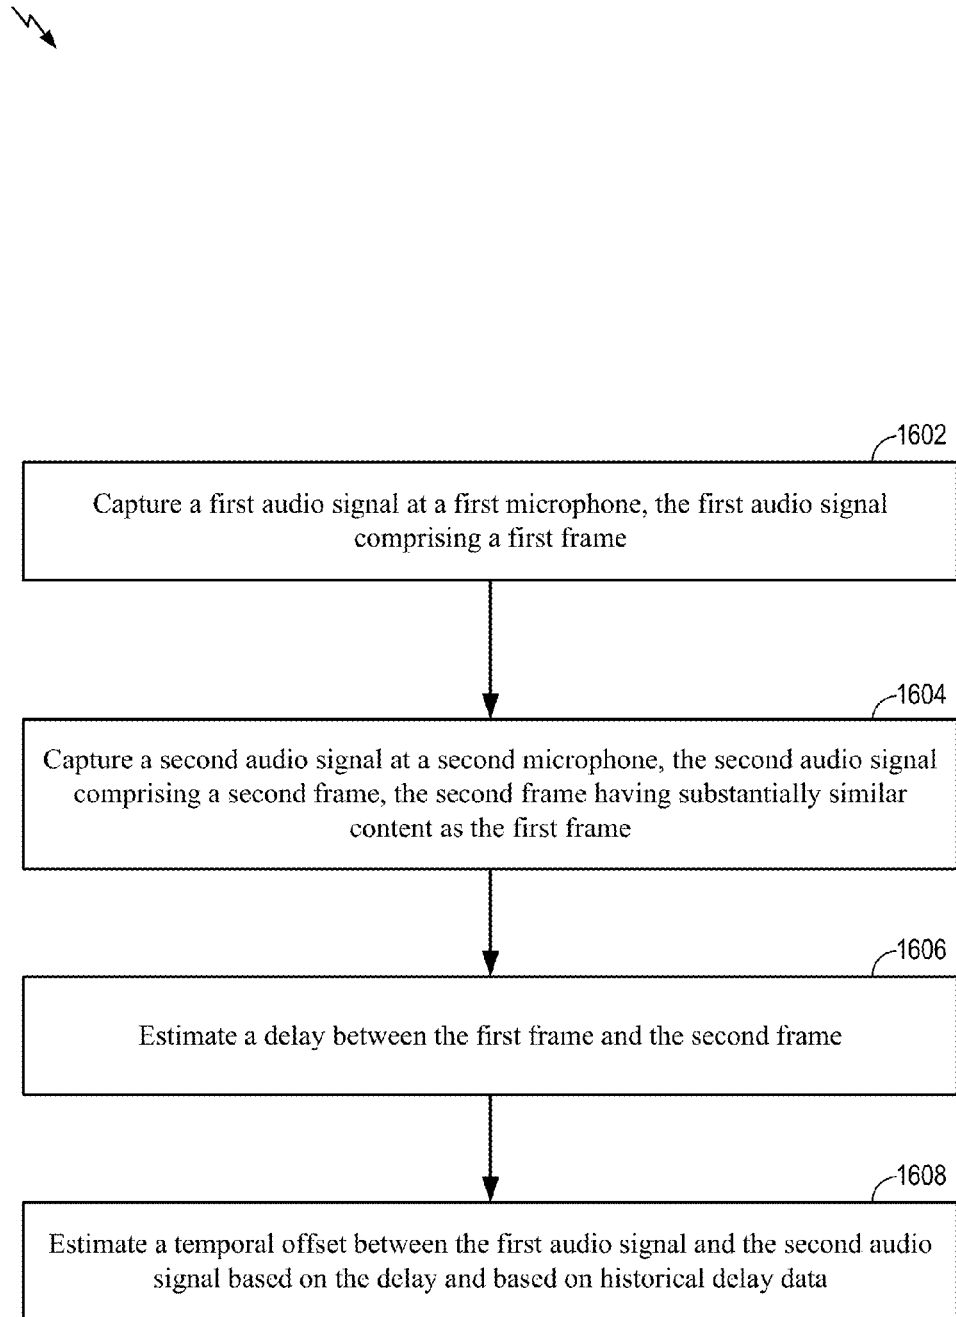 1602
Capture a first audio signal at a first microphone, the first audio signal
comprising a first frame
1604
Capture a second audio signal at a second microphone, the second audio signal
comprising a second frame, the second frame having substantially similar
content as the first frame
1606
Estimate a delay between the first frame and the second frame
1608
Estimate a temporal offset between the first audio signal and the second audio
signal based on the delay and based on historical delay data